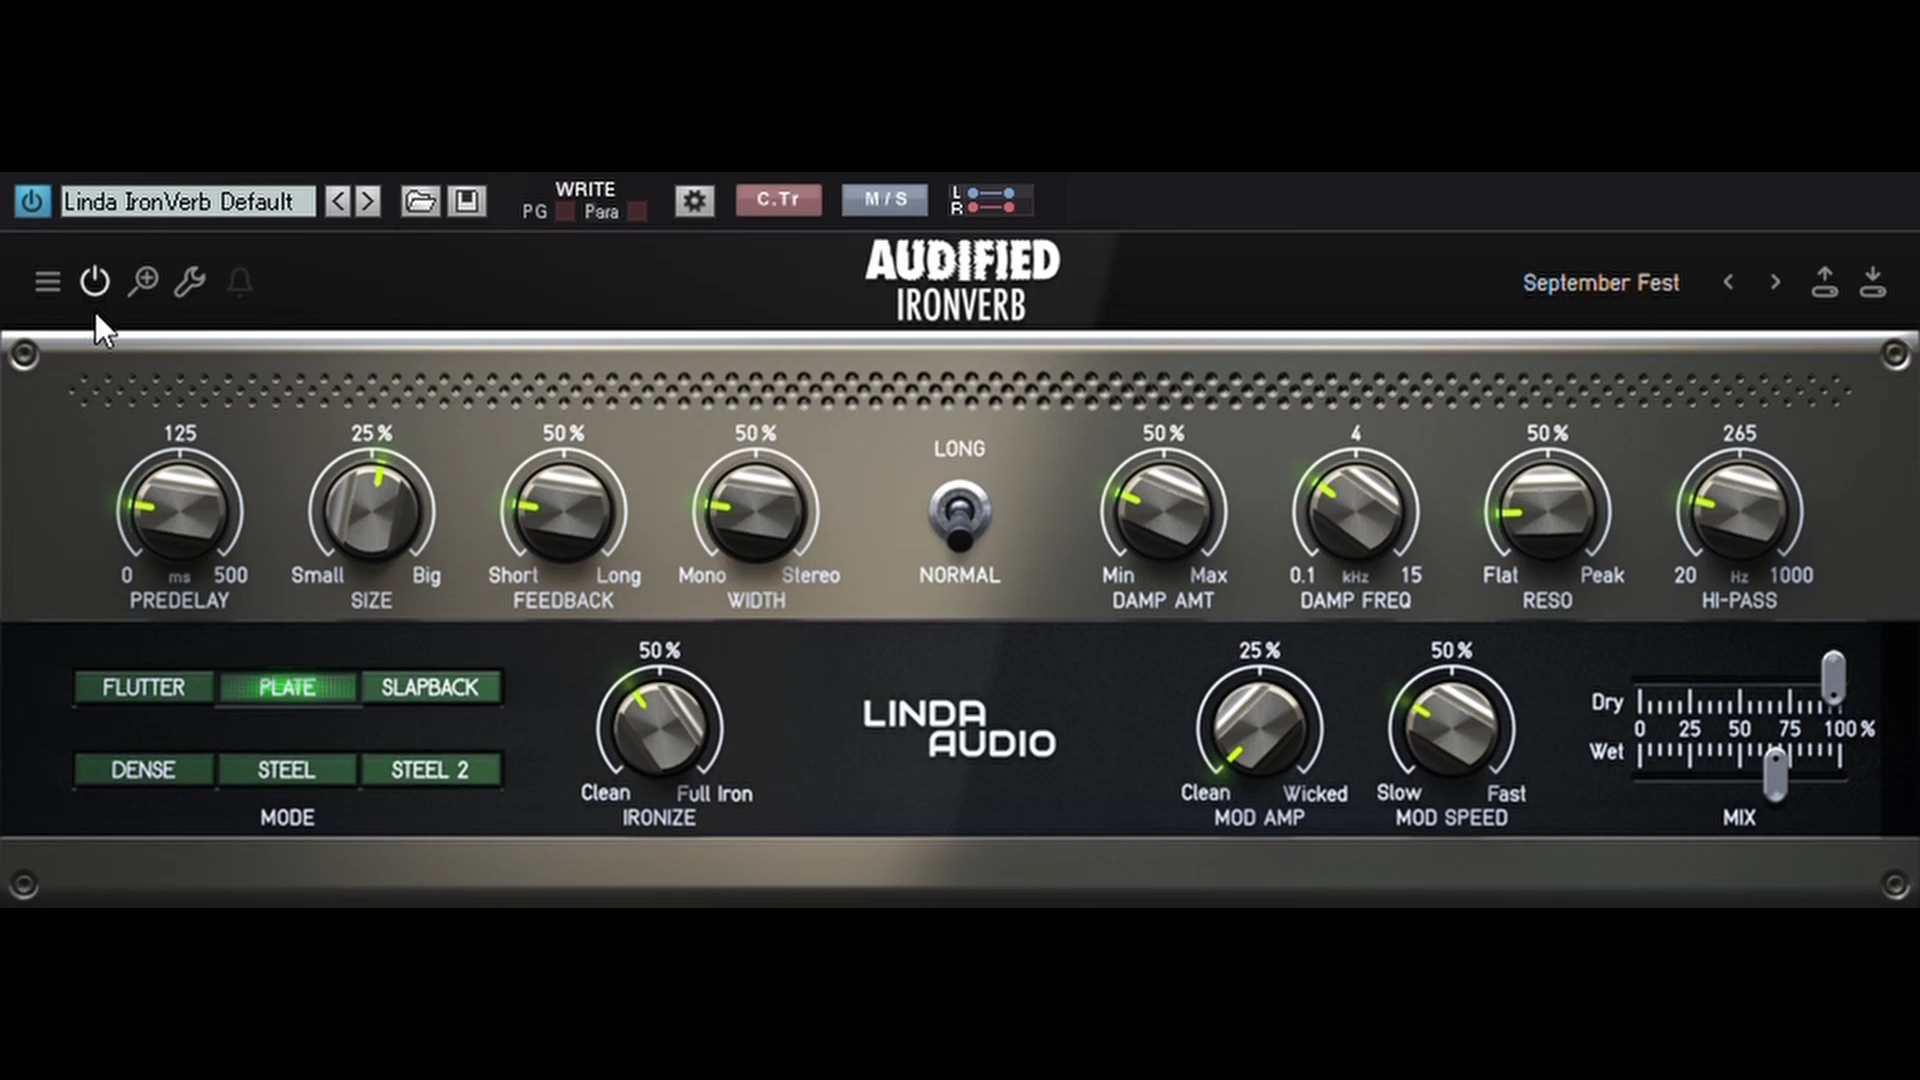 Linda IronVerb Default < > WRITE
PG Para C.Tr M/S L
R
AUDIFIED
IRONVERB
September Fest < >
125 25% 50% 50% LONG 50% 4 50% 265
0 ms 500 Small Big Short Long Mono Stereo NORMAL Min Max 0.1 kHz 15 Flat Peak 20 Hz 1000
PREDELAY SIZE FEEDBACK WIDTH DAMP AMT DAMP FREQ RESO HI-PASS
50% 25% 50%
FLUTTER PLATE SLAPBACK
LINDA
AUDIO
Dry
0 25 50 75 100%
Wet
DENSE STEEL STEEL 2
Clean Full Iron Clean Wicked Slow Fast
MODE IRONIZE MOD AMP MOD SPEED MIX